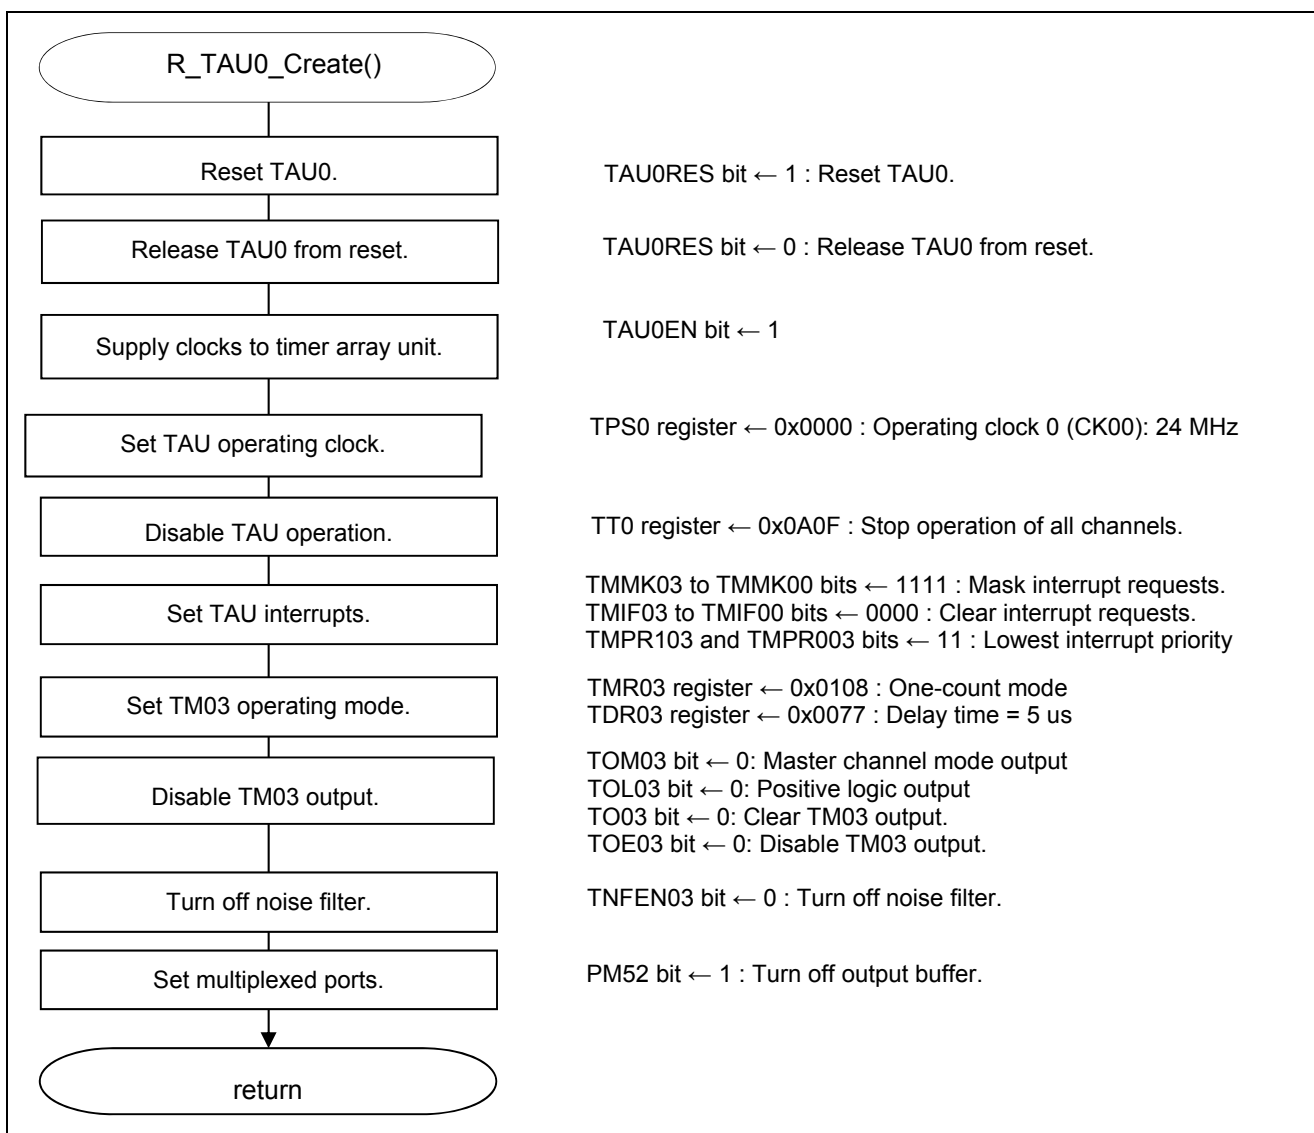 R_TAU0_Create()
Reset TAU0.
TAU0RES bit ← 1 : Reset TAU0.
Release TAU0 from reset.
TAU0RES bit ← 0 : Release TAU0 from reset.
Supply clocks to timer array unit.
TAU0EN bit ← 1
Set TAU operating clock.
TPS0 register ← 0x0000 : Operating clock 0 (CK00): 24 MHz
Disable TAU operation.
TT0 register ← 0x0A0F : Stop operation of all channels.
Set TAU interrupts.
TMMK03 to TMMK00 bits ← 1111 : Mask interrupt requests.
TMIF03 to TMIF00 bits ← 0000 : Clear interrupt requests.
TMPR103 and TMPR003 bits ← 11 : Lowest interrupt priority
Set TM03 operating mode.
TMR03 register ← 0x0108 : One-count mode
TDR03 register ← 0x0077 : Delay time = 5 us
Disable TM03 output.
TOM03 bit ← 0: Master channel mode output
TOL03 bit ← 0: Positive logic output
TO03 bit ← 0: Clear TM03 output.
TOE03 bit ← 0: Disable TM03 output.
Turn off noise filter.
TNFEN03 bit ← 0 : Turn off noise filter.
Set multiplexed ports.
PM52 bit ← 1 : Turn off output buffer.
return